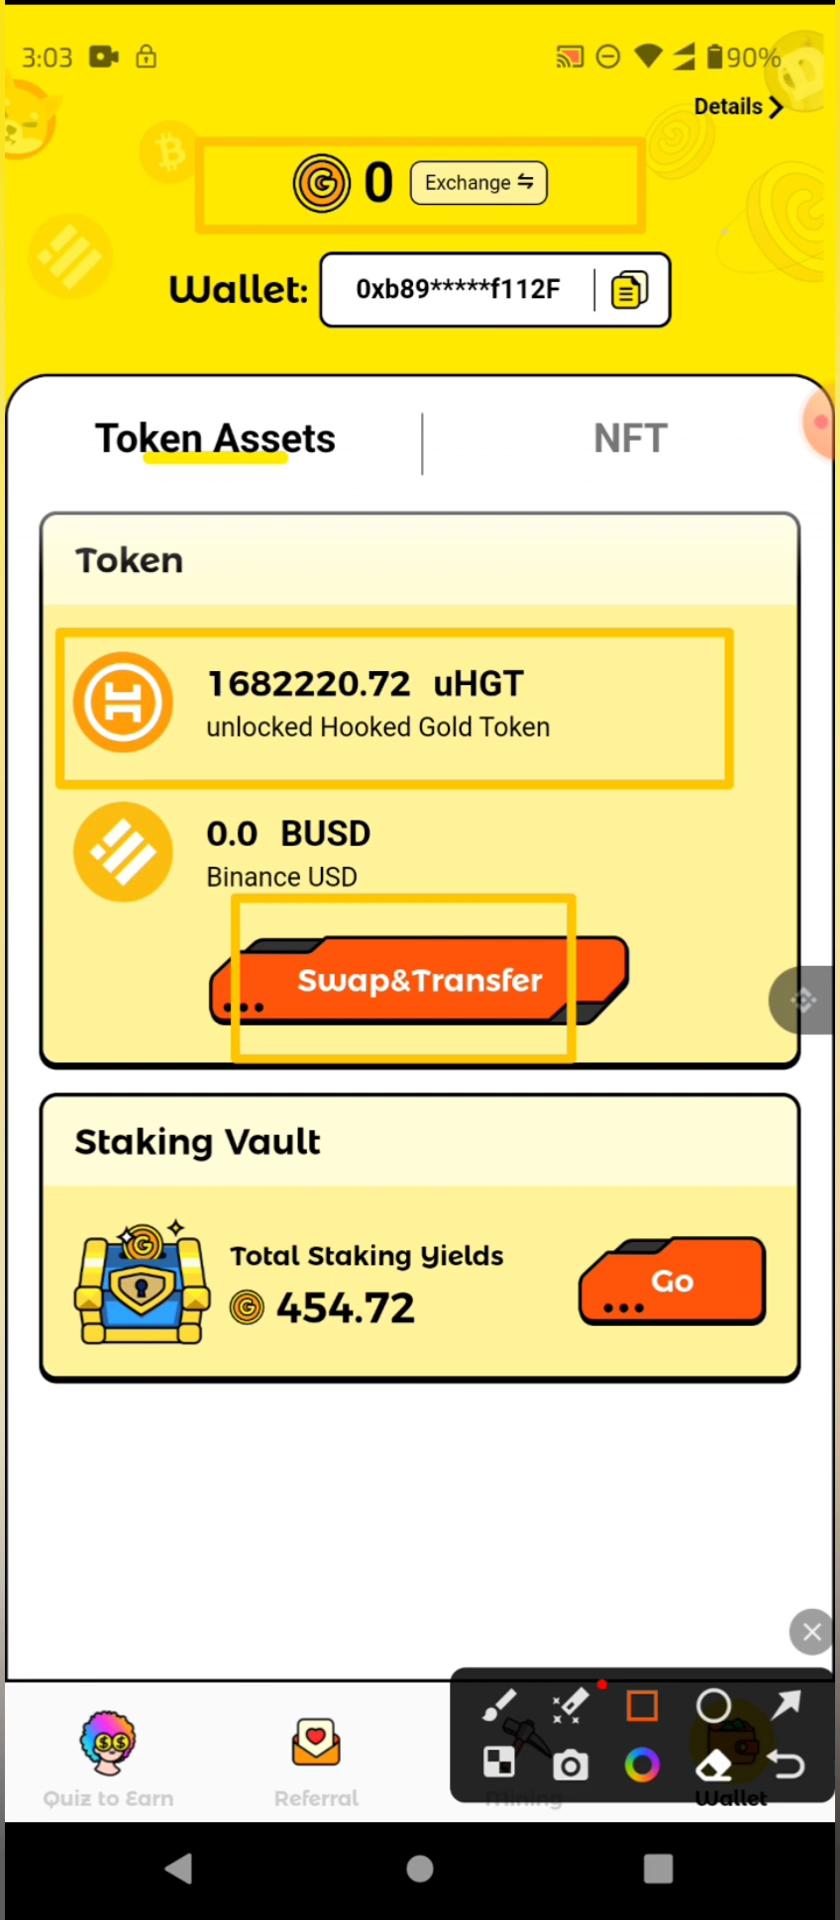 3:03
90%
Details
0 Exchange
Wallet: 0xb89*****f112F
Token Assets
NFT
Token
1682220.72 uHGT
unlocked Hooked Gold Token
0.0 BUSD
Binance USD
Swap&Transfer
Staking Vault
Total Staking Yields
454.72
Go
Quiz to Earn
Referral
Mining
Wallet